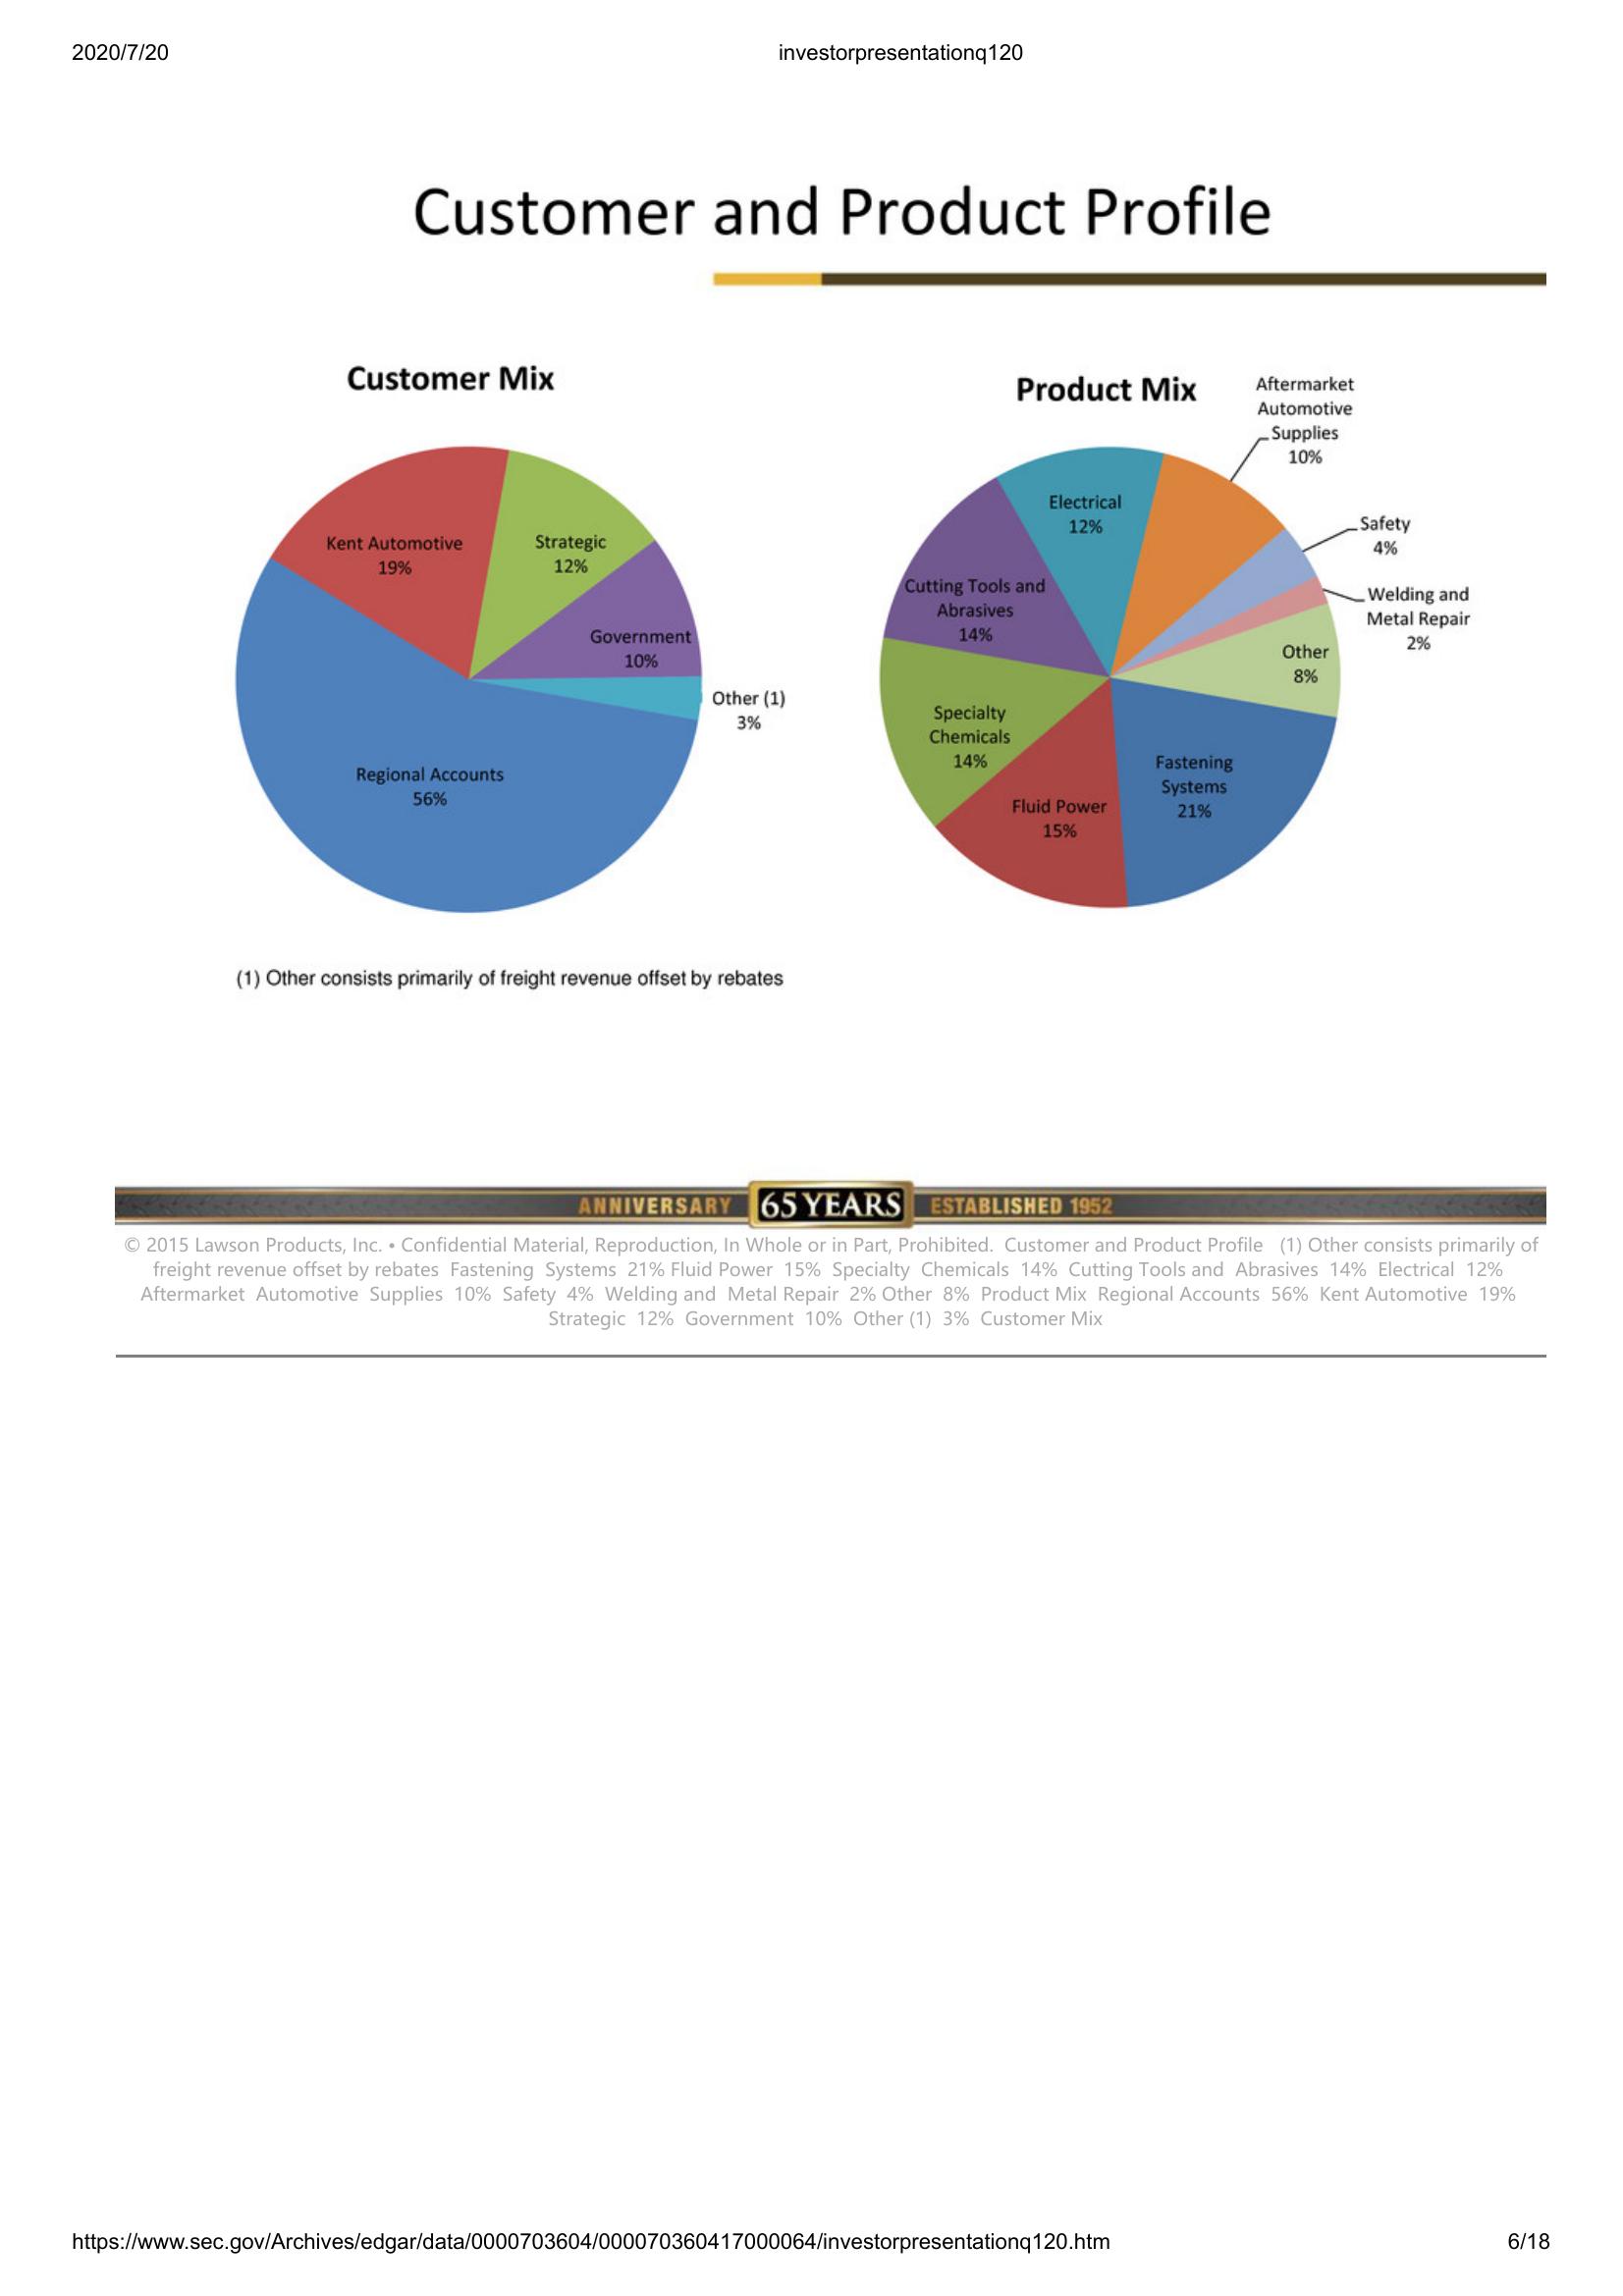 2020/7/20
investorpresentationq120
Customer and Product Profile
Customer Mix
Kent Automotive
19%
Strategic
12%
Government
10%
Other (1)
3%
Regional Accounts
56%
Product Mix
Aftermarket
Automotive
Supplies
10%
Electrical
12%
Safety
4%
Cutting Tools and
Abrasives
14%
Welding and
Metal Repair
2%
Other
8%
Specialty
Chemicals
14%
Fastening
Systems
21%
Fluid Power
15%
(1) Other consists primarily of freight revenue offset by rebates
ANNIVERSARY 65 YEARS ESTABLISHED 1952
© 2015 Lawson Products, Inc. • Confidential Material, Reproduction, In Whole or in Part, Prohibited. Customer and Product Profile (1) Other consists primarily of
freight revenue offset by rebates Fastening Systems 21% Fluid Power 15% Specialty Chemicals 14% Cutting Tools and Abrasives 14% Electrical 12%
Aftermarket Automotive Supplies 10% Safety 4% Welding and Metal Repair 2% Other 8% Product Mix Regional Accounts 56% Kent Automotive 19%
Strategic 12% Government 10% Other (1) 3% Customer Mix
https://www.sec.gov/Archives/edgar/data/0000703604/000070360417000064/investorpresentationq120.htm
6/18